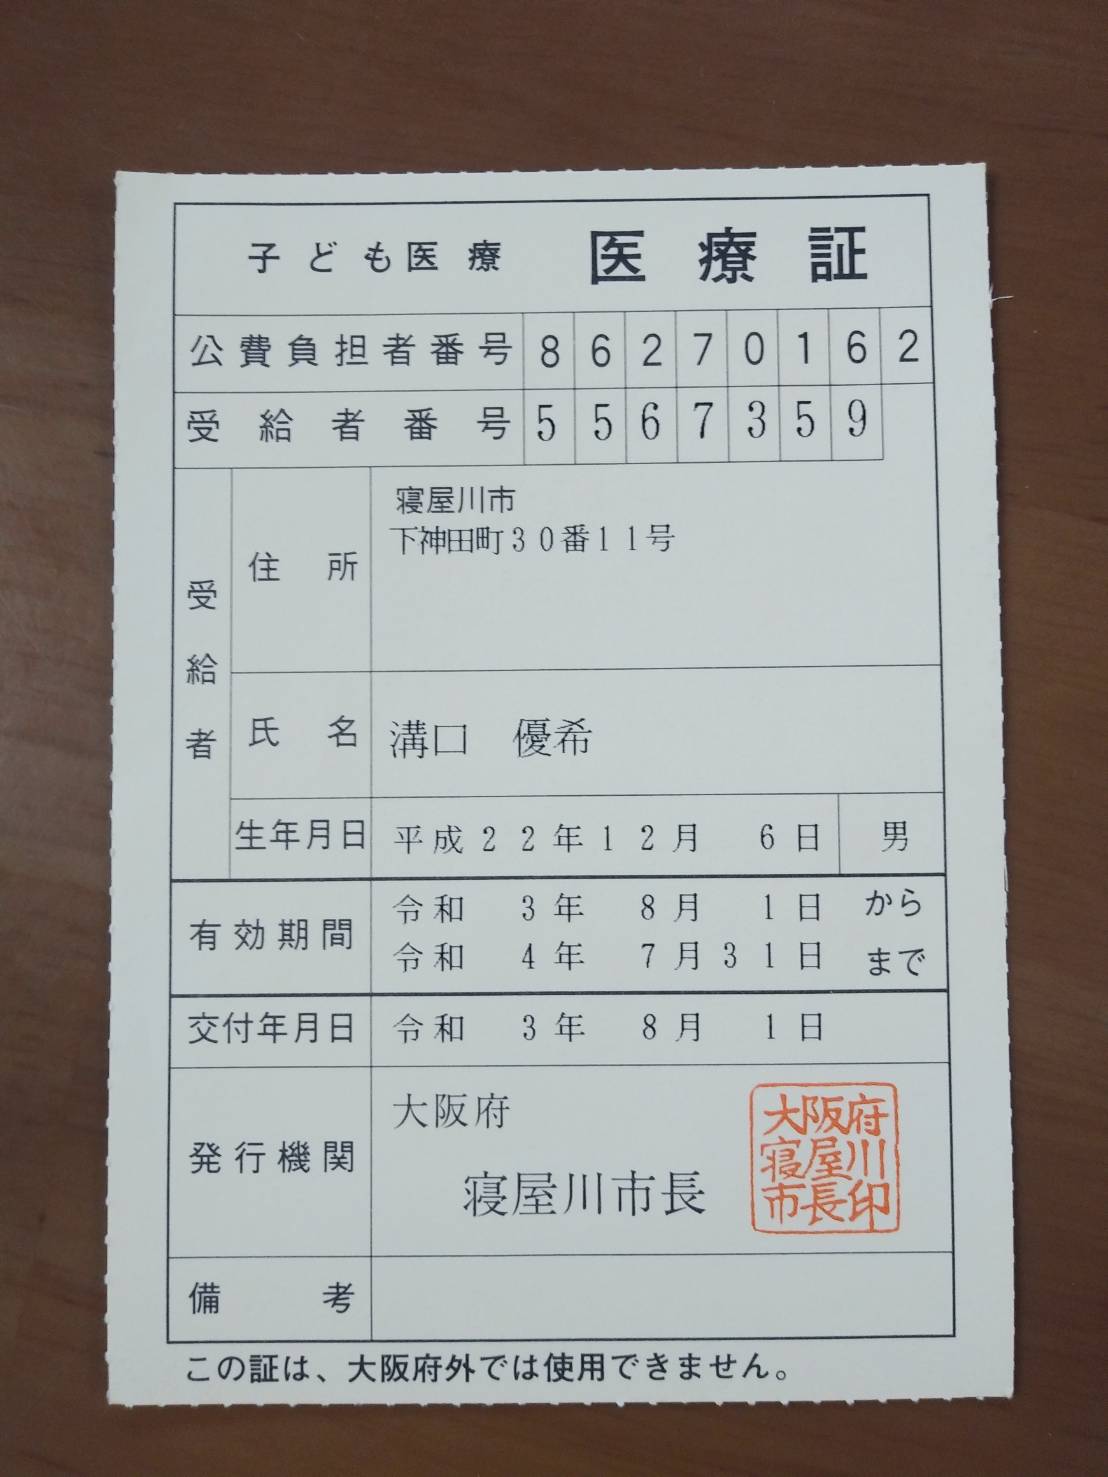 子ども医療 医療証
公費負担者番号 86270162
受給者番号 5567359
受給者
住所 寝屋川市
下神田町30番11号
氏名 溝口 優希
生年月日 平成22年12月 6日 男
有効期間 令和 3年 8月 1日 から
令和 4年 7月31日 まで
交付年月日 令和 3年 8月 1日
発行機関 大阪府
寝屋川市長
大阪府
寝屋川
市長印
備考
この証は、大阪府外では使用できません。